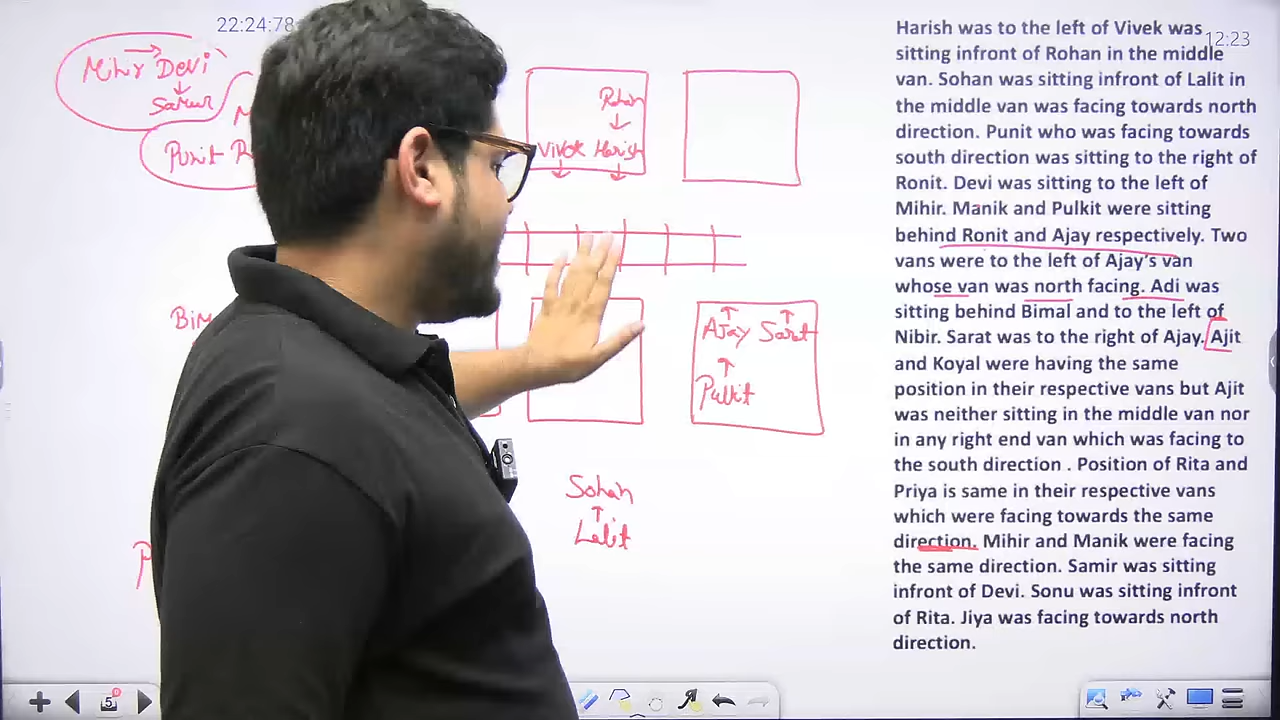 22:24:78
12:23
Mihir Devi
Samir
Punit
Rohan
Vivek Harish
Ajay Sarat
Pulkit
Sohan
Lalit
Harish was to the left of Vivek was
sitting infront of Rohan in the middle
van. Sohan was sitting infront of Lalit in
the middle van was facing towards north
direction. Punit who was facing towards
south direction was sitting to the right of
Ronit. Devi was sitting to the left of
Mihir. Manik and Pulkit were sitting
behind Ronit and Ajay respectively. Two
vans were to the left of Ajay's van
whose van was north facing. Adi was
sitting behind Bimal and to the left of
Nibir. Sarat was to the right of Ajay. Ajit
and Koyal were having the same
position in their respective vans but Ajit
was neither sitting in the middle van nor
in any right end van which was facing to
the south direction . Position of Rita and
Priya is same in their respective vans
which were facing towards the same
direction. Mihir and Manik were facing
the same direction. Samir was sitting
infront of Devi. Sonu was sitting infront
of Rita. Jiya was facing towards north
direction.
5